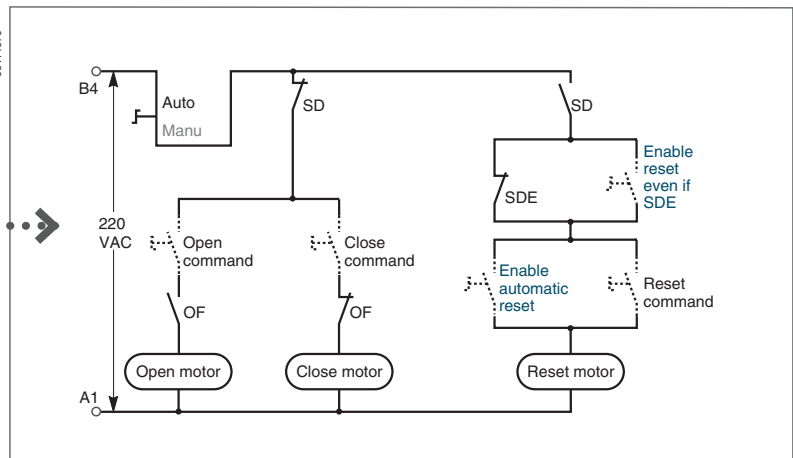 B4
Auto
Manu
SD
SD
Enable
reset
even if
SDE
SDE
220
VAC
Open
command
Close
command
Enable
automatic
reset
Reset
command
OF
OF
Open motor
Close motor
Reset motor
A1